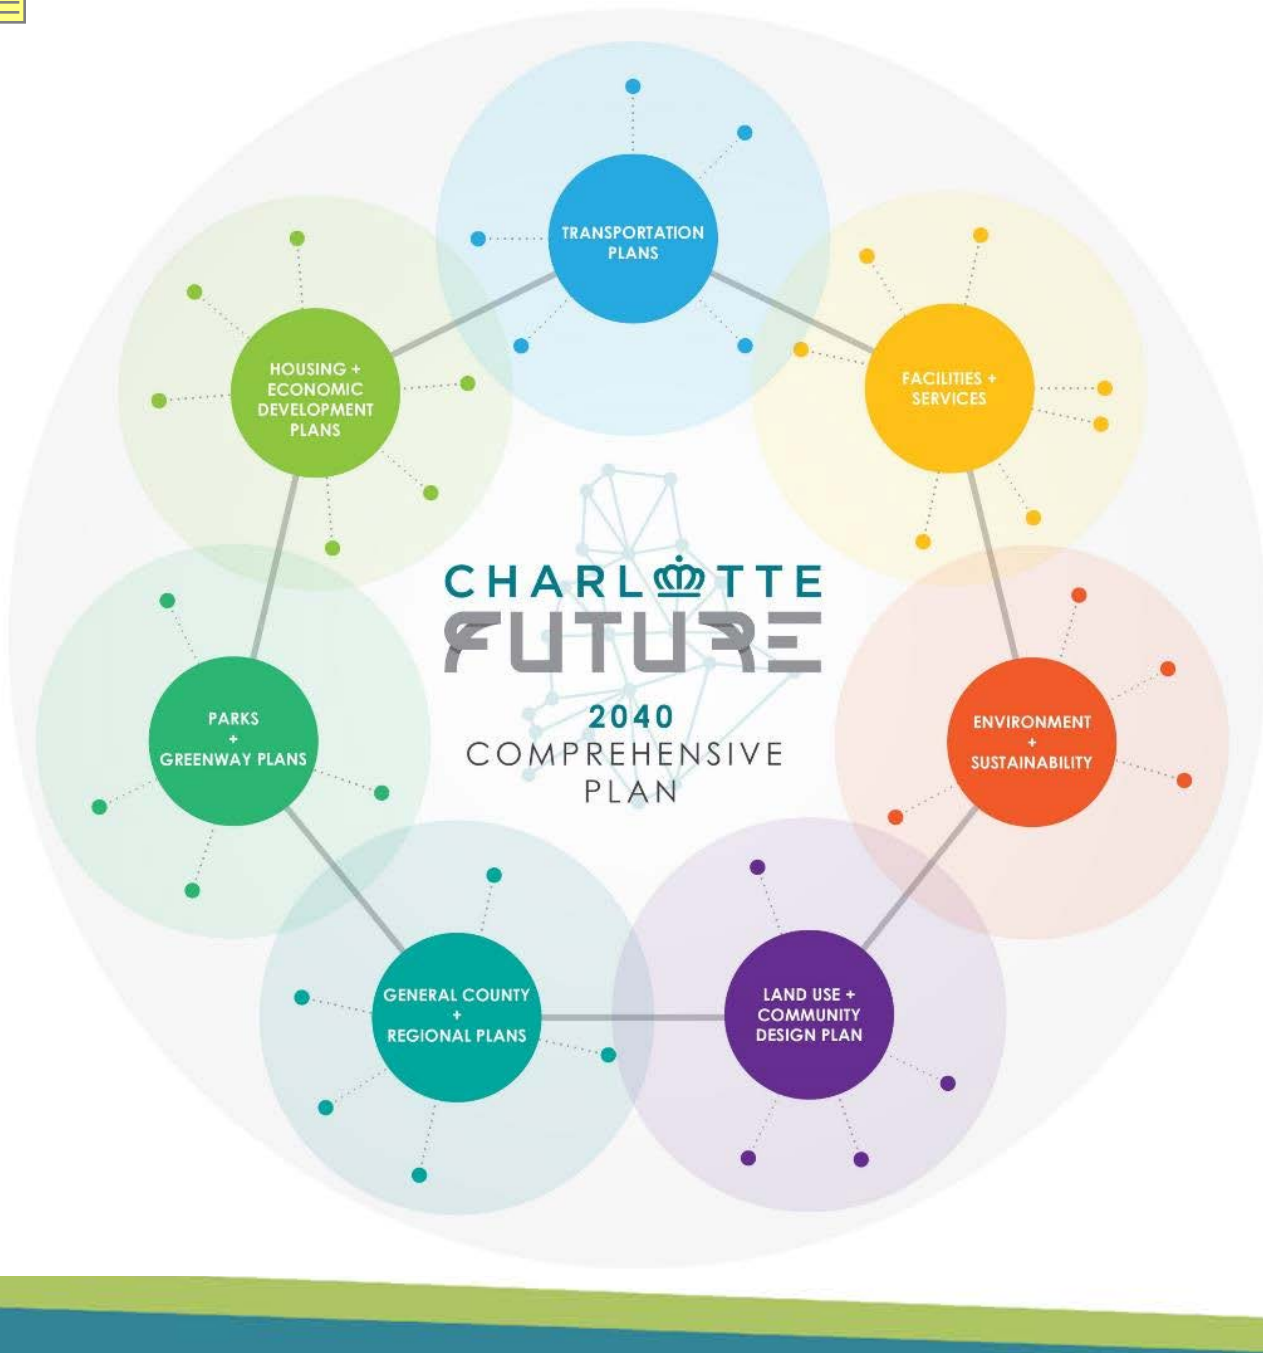 TRANSPORTATION
PLANS
HOUSING +
ECONOMIC
DEVELOPMENT
PLANS
FACILITIES +
SERVICES
CHARLOTTE
FUTURE
2040
COMPREHENSIVE
PLAN
PARKS
+
GREENWAY PLANS
ENVIRONMENT
+
SUSTAINABILITY
GENERAL COUNTY
+
REGIONAL PLANS
LAND USE +
COMMUNITY
DESIGN PLAN